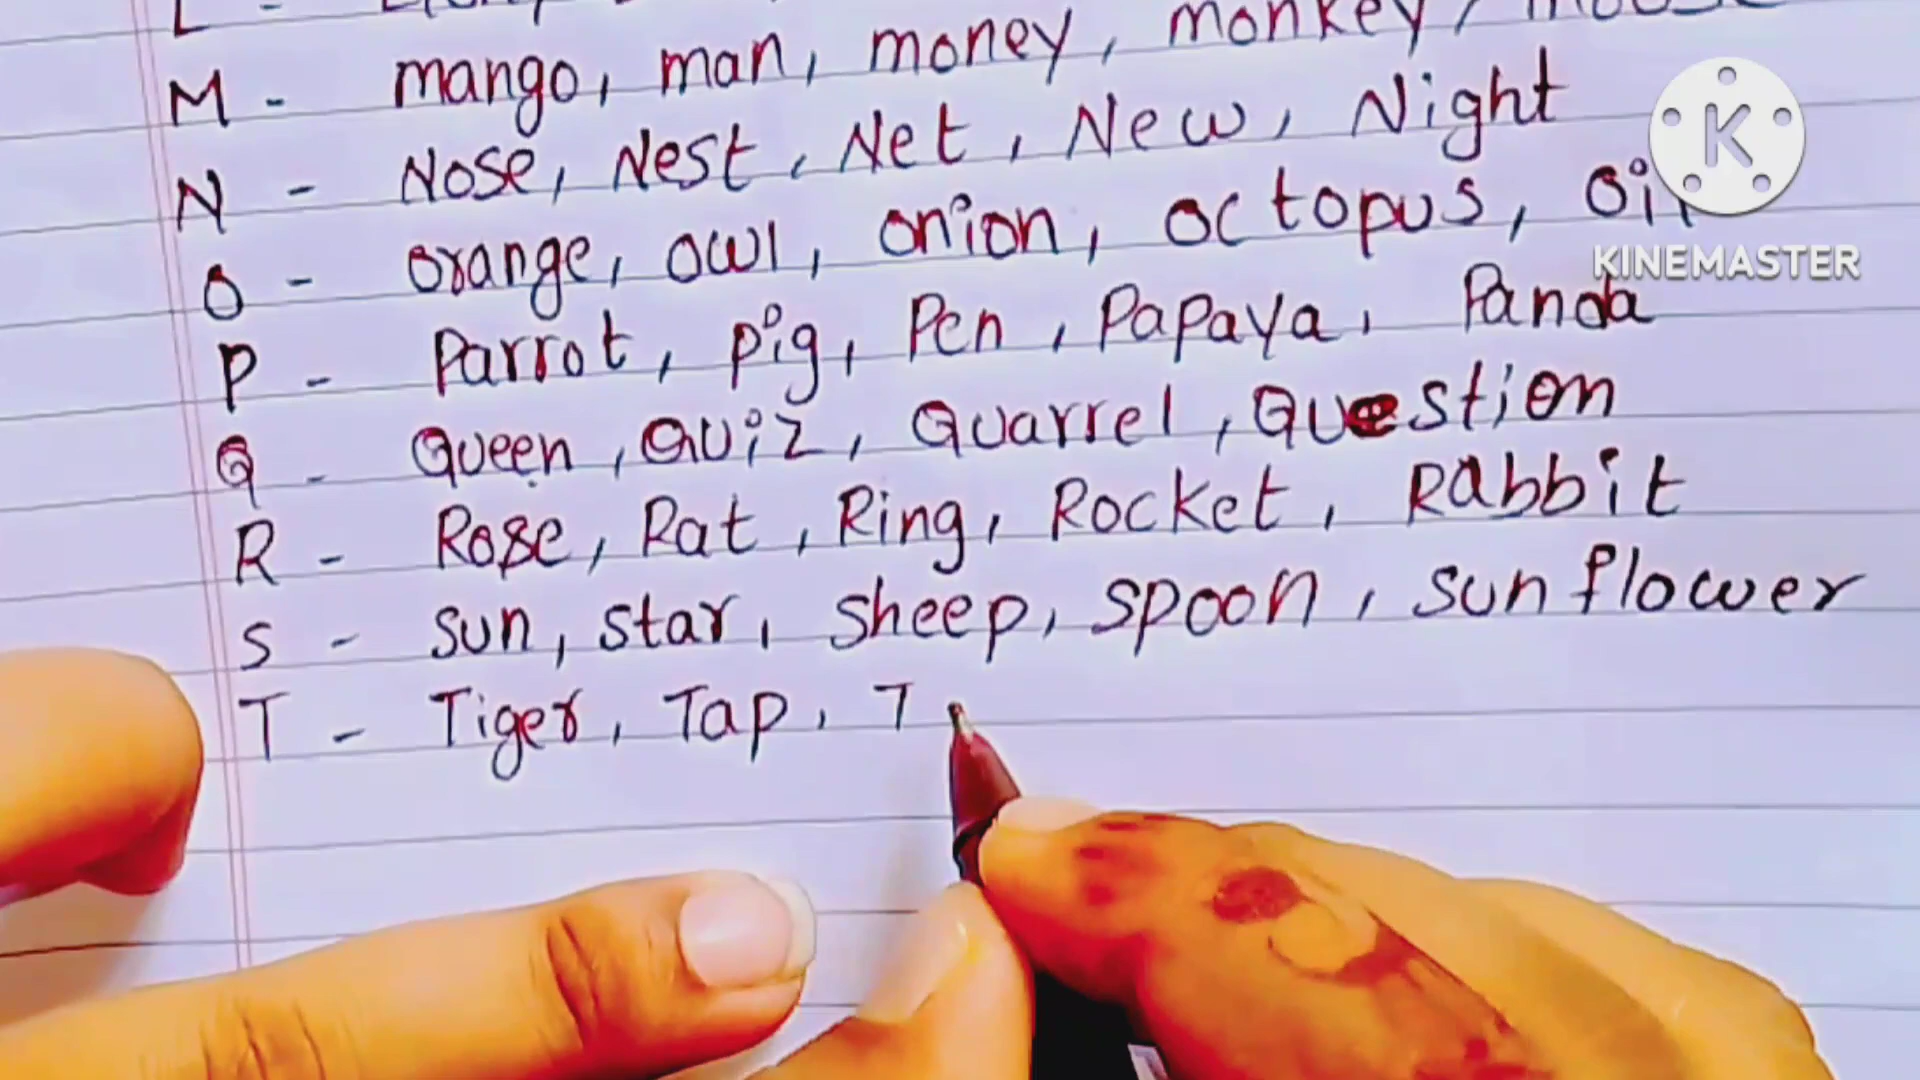 L -
M - mango, man, money, monkey,
N - Nose, Nest, Net, New, Night
O - orange, owl, onion, octopus, oil
P - Parrot, pig, Pen, Papaya, Panda
Q - Queen, Quiz, Quarrel, Question
R - Rose, Rat, Ring, Rocket, Rabbit
S - sun, star, sheep, spoon, sunflower
T - Tiger, Tap, T
K
KINEMASTER